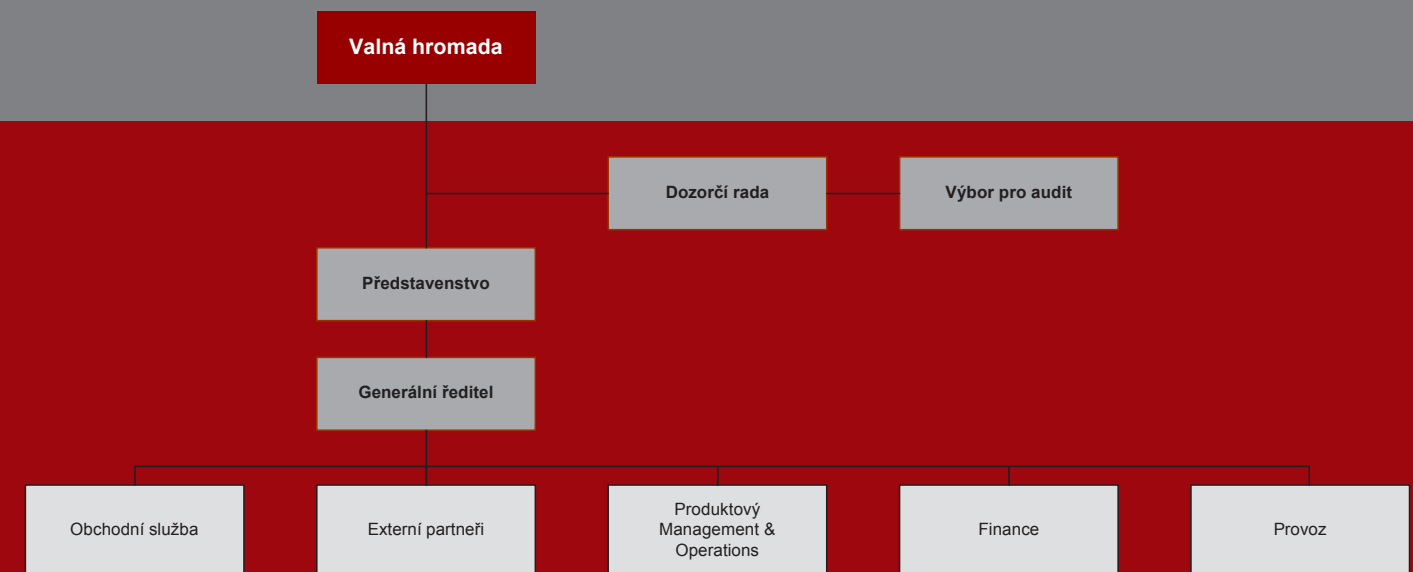 Valná hromada
Dozorčí rada
Výbor pro audit
Představenstvo
Generální ředitel
Obchodní služba
Externí partneři
Produktový
Management &
Operations
Finance
Provoz